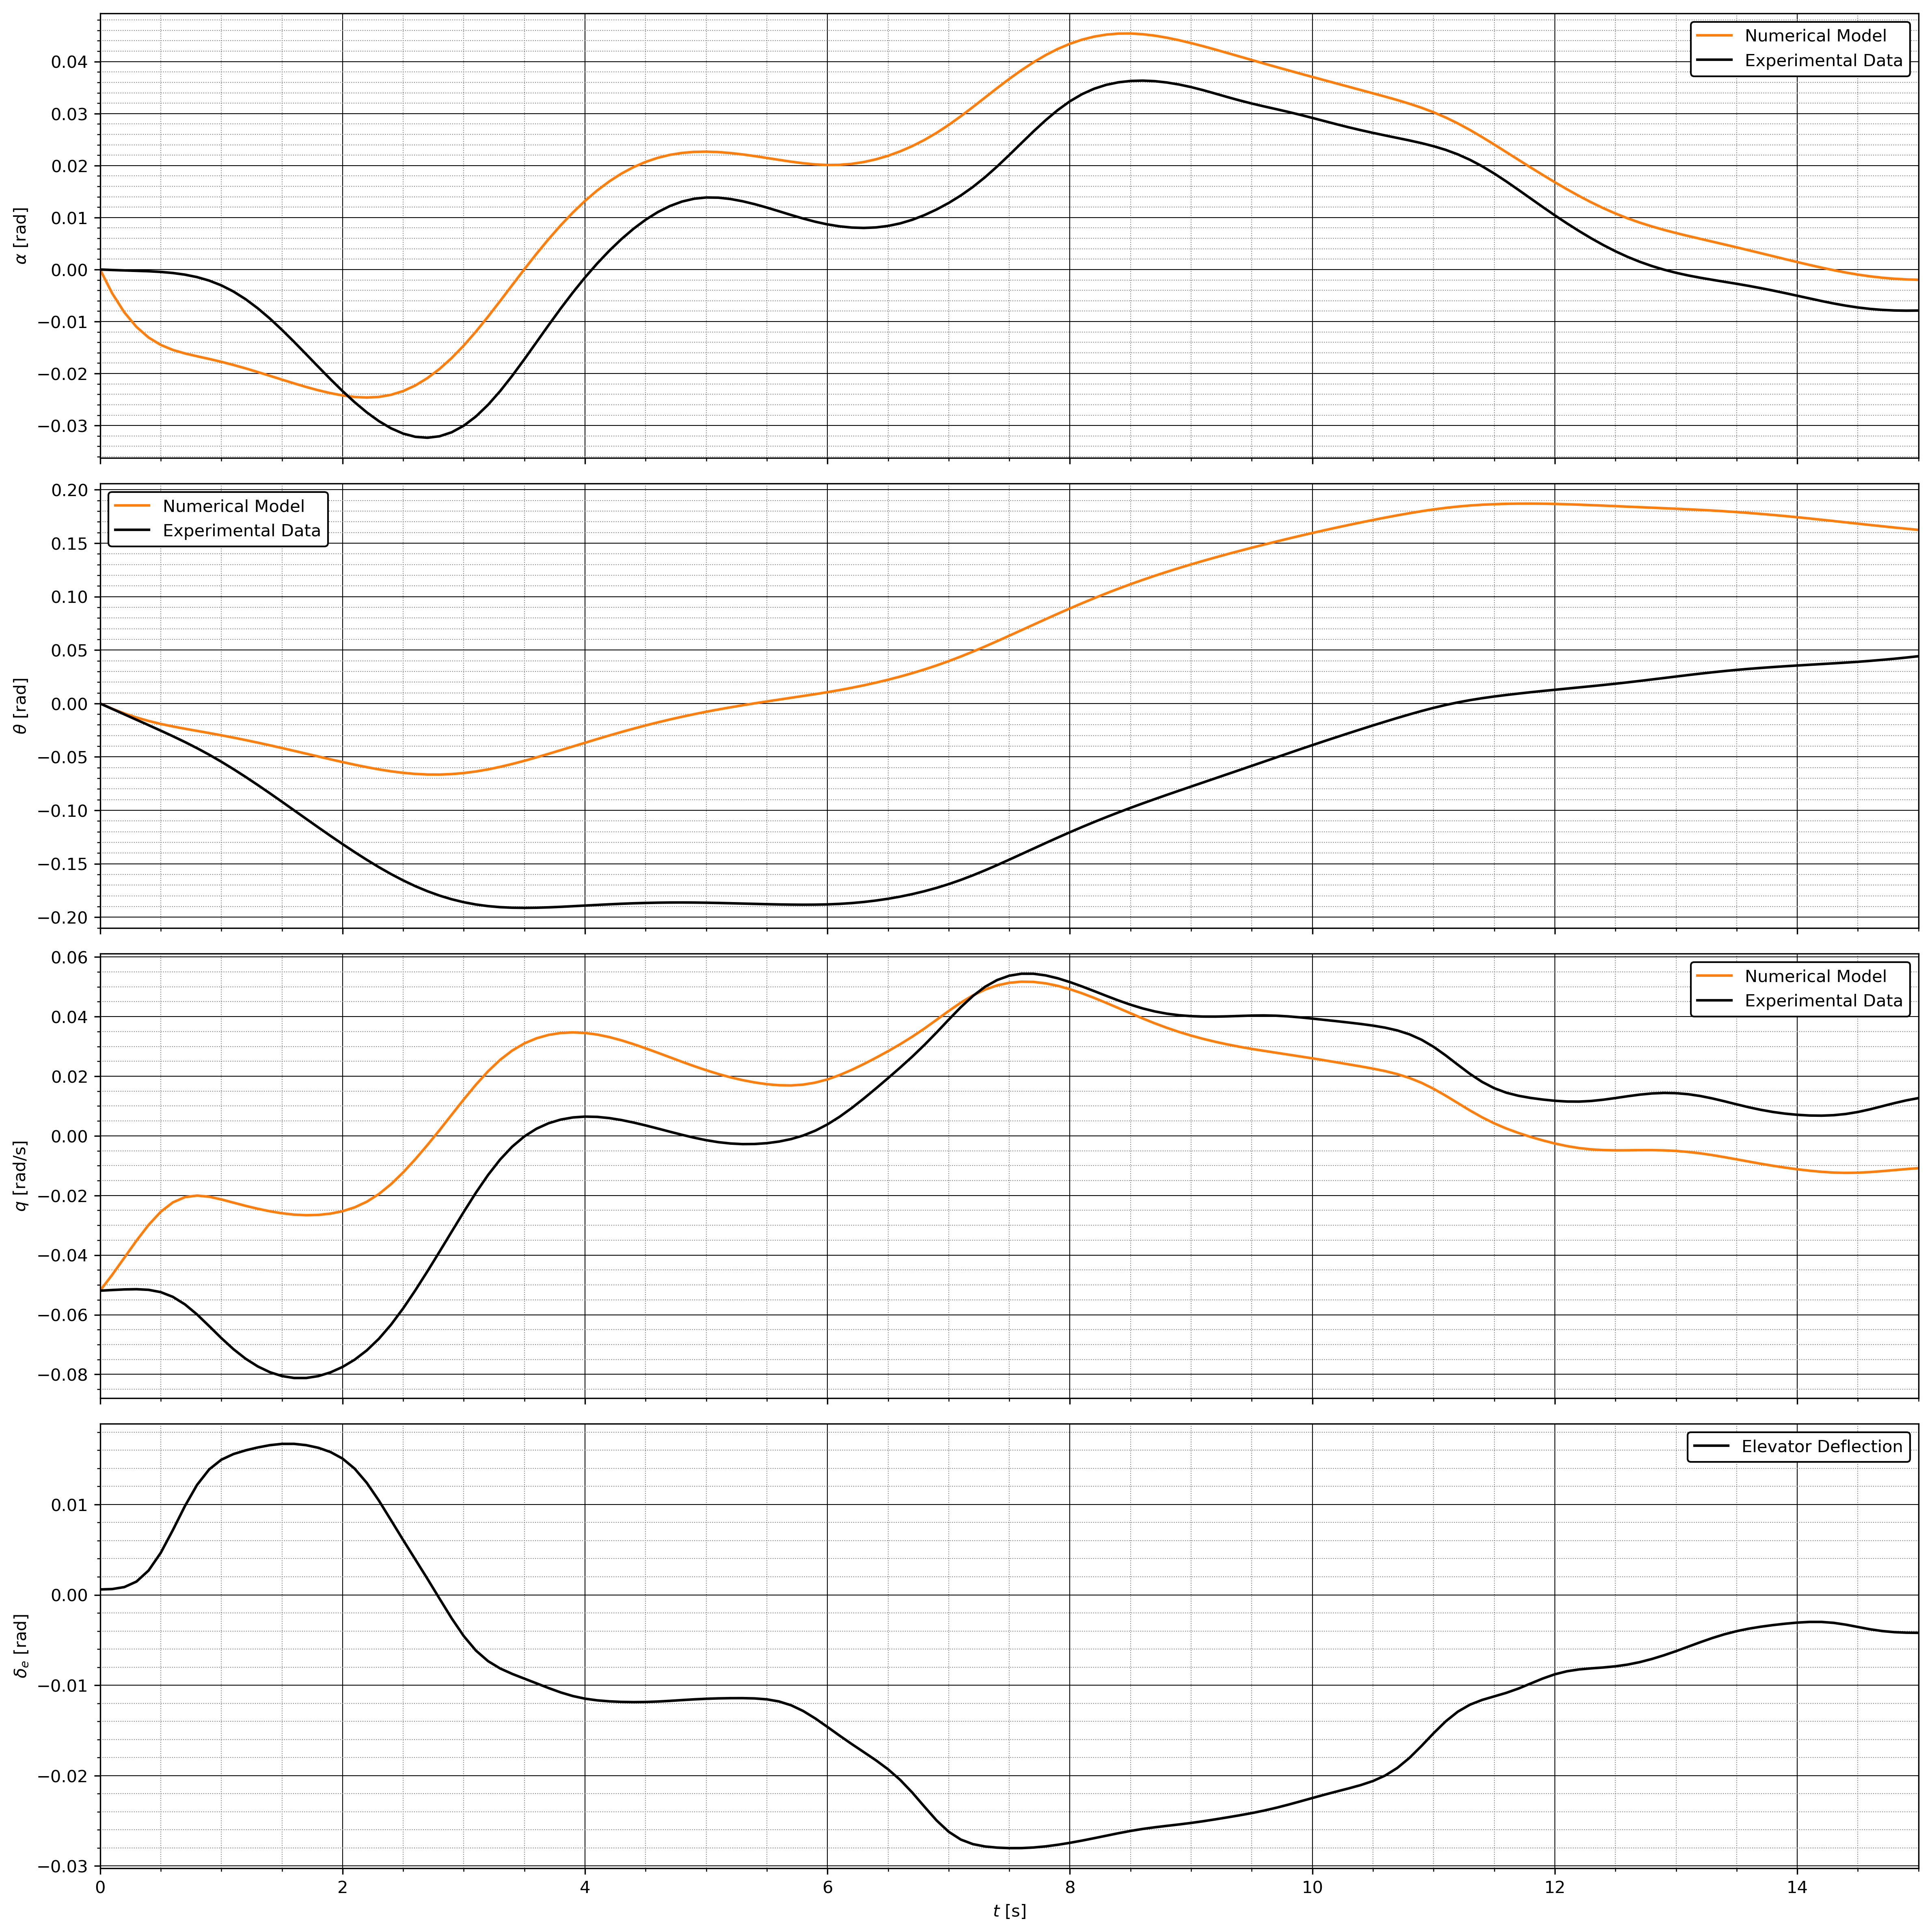 Numerical Model
Experimental Data
0.04
0.03
0.02
0.01
0.00
−0.01
−0.02
−0.03
α [rad]
Numerical Model
Experimental Data
0.20
0.15
0.10
0.05
0.00
−0.05
−0.10
−0.15
−0.20
θ [rad]
Numerical Model
Experimental Data
0.06
0.04
0.02
0.00
−0.02
−0.04
−0.06
−0.08
q [rad/s]
Elevator Deflection
0.01
0.00
−0.01
−0.02
−0.03
δe [rad]
0 2 4 6 8 10 12 14
t [s]